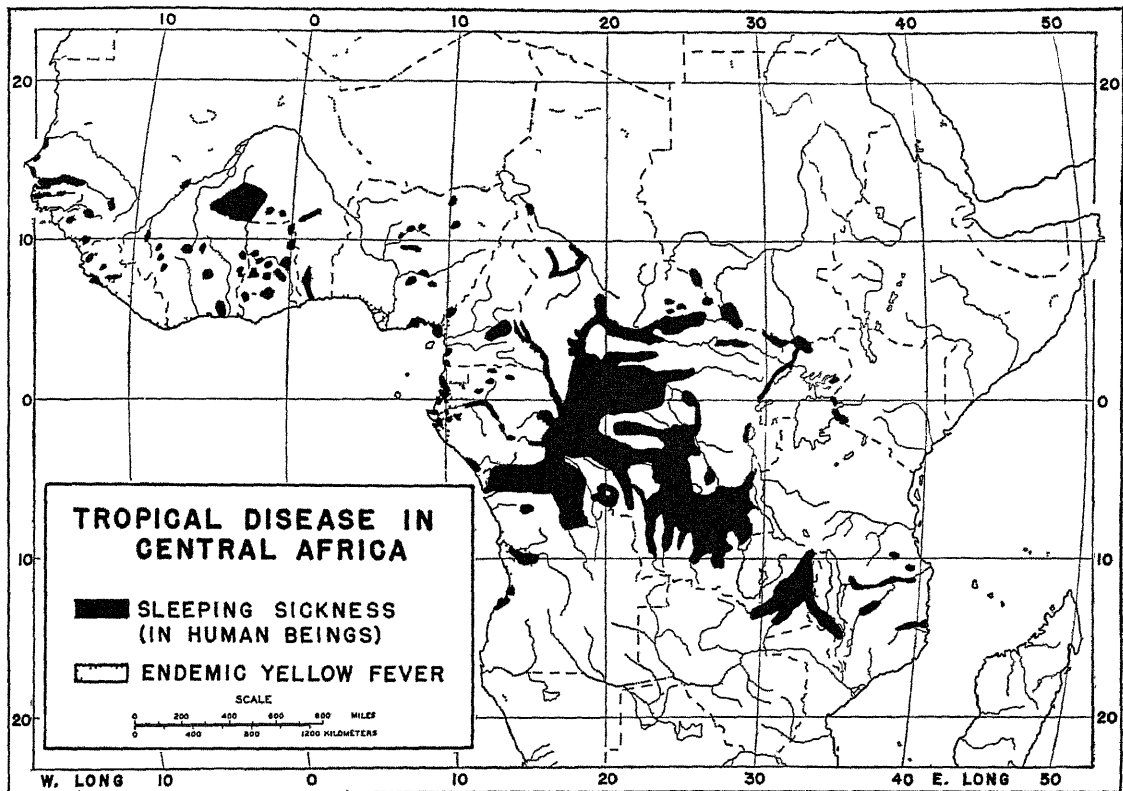 10 0 10 20 30 40 50
20 20
10 10
0 0
TROPICAL DISEASE IN
CENTRAL AFRICA
10 10
SLEEPING SICKNESS
(IN HUMAN BEINGS)
ENDEMIC YELLOW FEVER
SCALE
0 200 400 600 800 MILES
0 400 800 1200 KILOMETERS
20 20
W. LONG 10 0 10 20 30 40 E. LONG 50